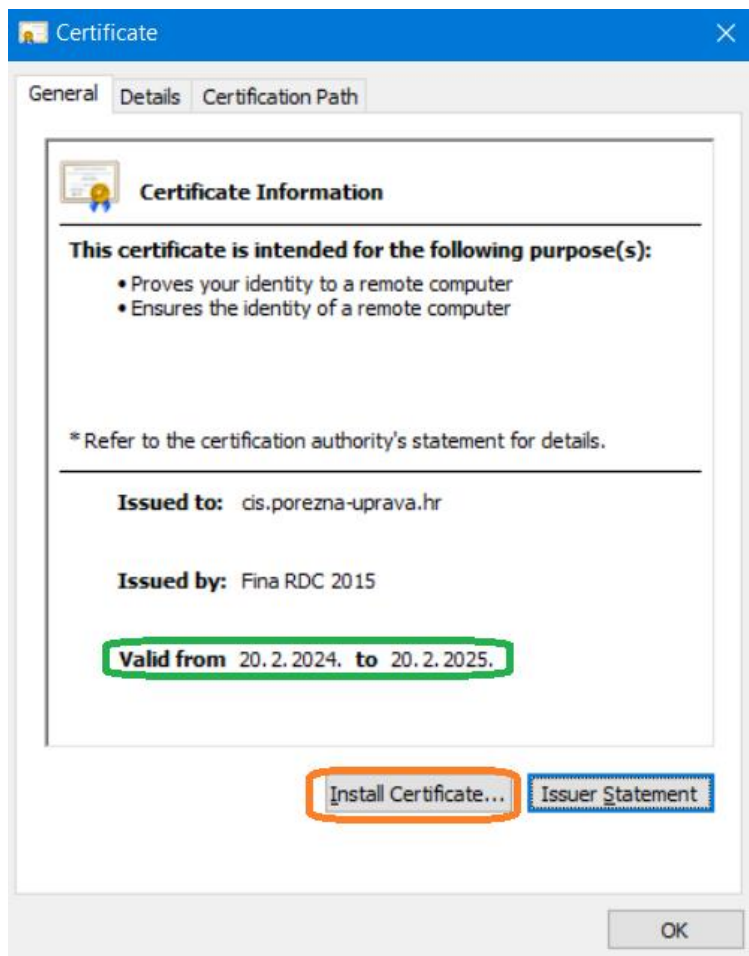 Certificate
General Details Certification Path
Certificate Information
This certificate is intended for the following purpose(s):
• Proves your identity to a remote computer
• Ensures the identity of a remote computer
* Refer to the certification authority's statement for details.
Issued to: cis.porezna-uprava.hr
Issued by: Fina RDC 2015
Valid from 20. 2. 2024. to 20. 2. 2025.
Install Certificate... Issuer Statement
OK